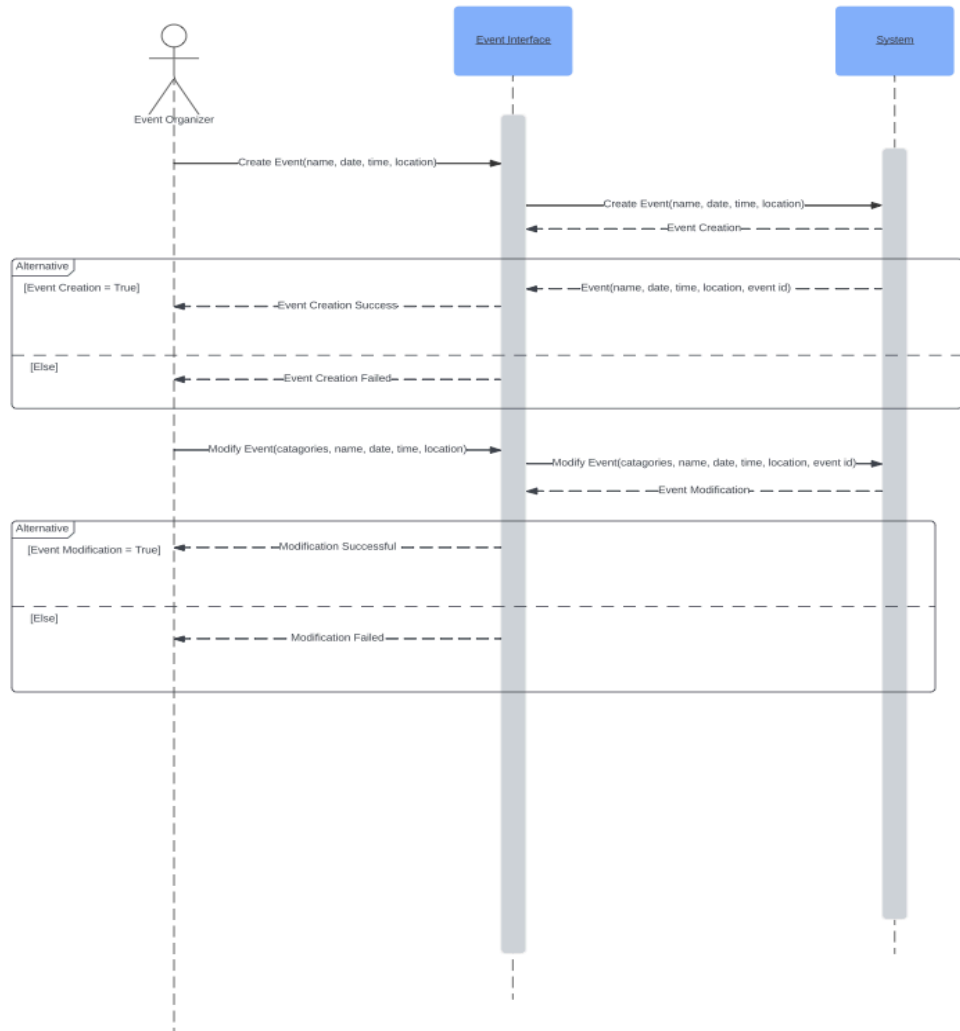 Event Interface
System
Event Organizer
Create Event(name, date, time, location)
Create Event(name, date, time, location)
Event Creation
Alternative
[Event Creation = True]
Event(name, date, time, location, event id)
Event Creation Success
[Else]
Event Creation Failed
Modify Event(catagories, name, date, time, location)
Modify Event(catagories, name, date, time, location, event id)
Event Modification
Alternative
[Event Modification = True]
Modification Successful
[Else]
Modification Failed